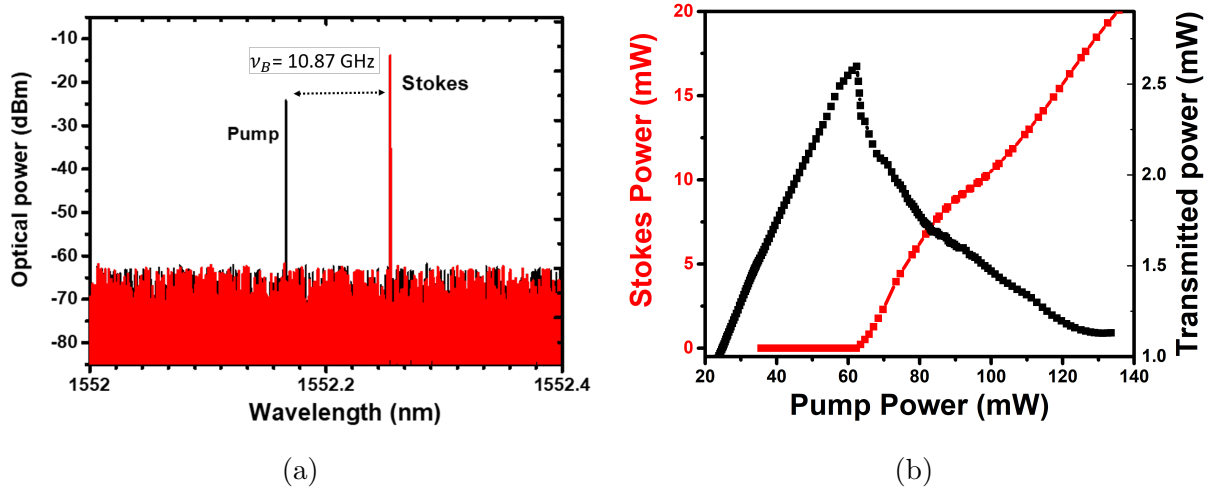 -10
-20
-30
-40
-50
-60
-70
-80
Optical power (dBm)
ν_B= 10.87 GHz
Stokes
Pump
1552
1552.2
1552.4
Wavelength (nm)
(a)
20
15
10
5
0
Stokes Power (mW)
2.5
2.0
1.5
1.0
Transmitted power (mW)
20
40
60
80
100
120
140
Pump Power (mW)
(b)